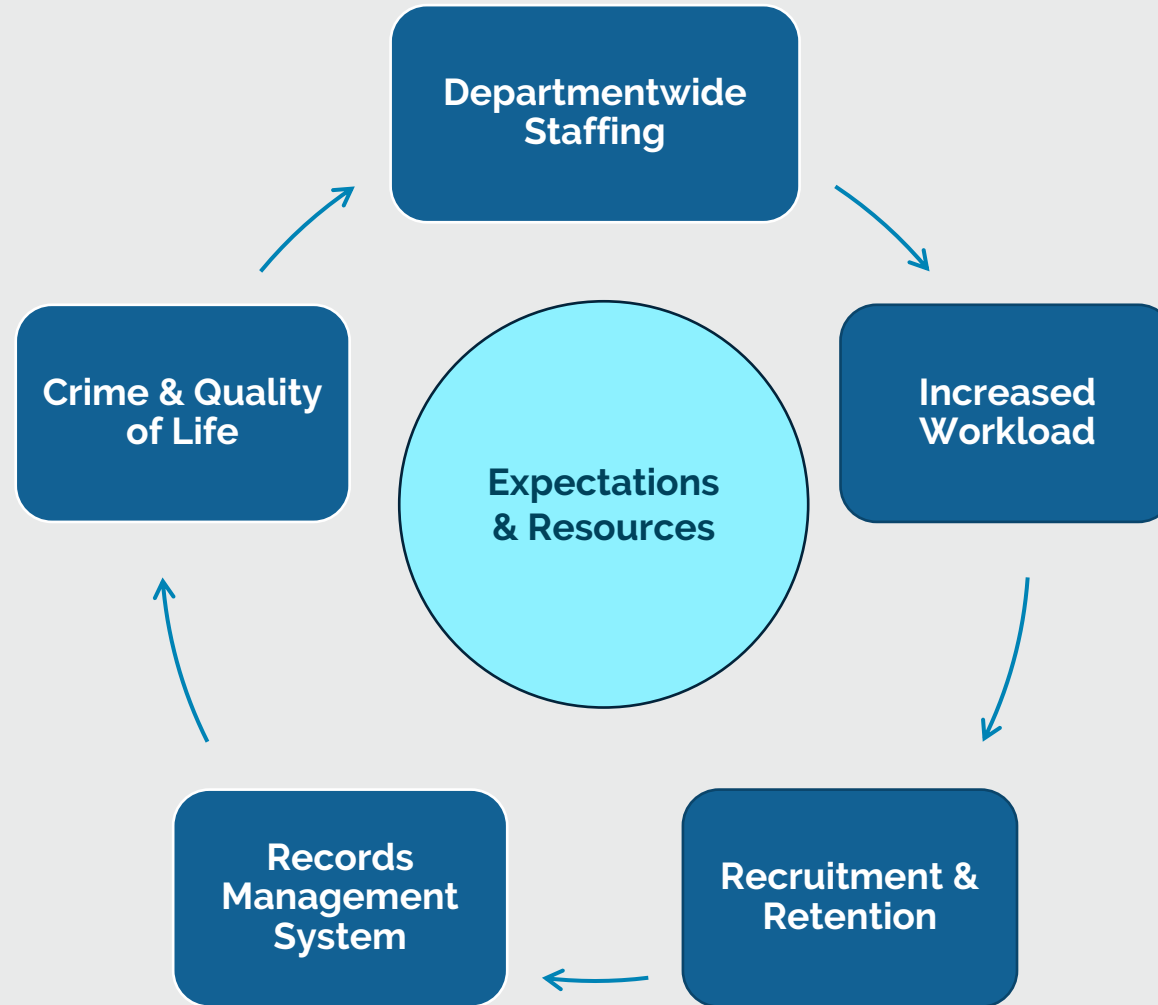 Departmentwide
Staffing
Increased
Workload
Recruitment &
Retention
Records
Management
System
Crime & Quality
of Life
Expectations
& Resources